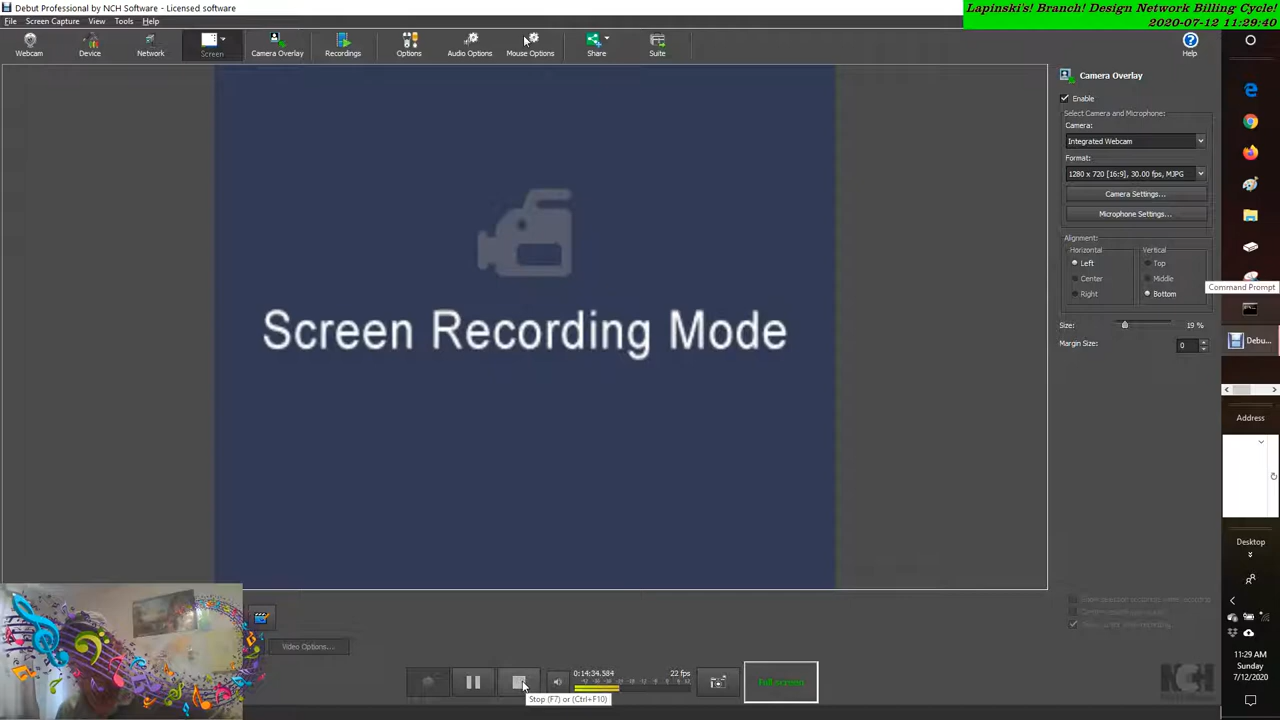 Debut Professional by NCH Software - Licensed software
Lapinski's! Branch! Design Network Billing Cycle!
2020-07-12 11:29:40
File Screen Capture View Tools Help
Webcam Device Network Screen Camera Overlay Recordings Options Audio Options Mouse Options Share Suite Help
Camera Overlay
Enable
Select Camera and Microphone:
Camera:
Integrated Webcam
Format:
1280 x 720 [16:9], 30.00 fps, MJPG
Camera Settings...
Microphone Settings...
Alignment:
Horizontal Vertical
Left Top
Center Middle
Right Bottom
Size: 19 %
Margin Size: 0
Screen Recording Mode
Command Prompt
Debu...
Address
Desktop
Video Options...
0:14:34.584 22 fps
Full screen
Stop (F7) or (Ctrl+F10)
NCH
11:29 AM
Sunday
7/12/2020